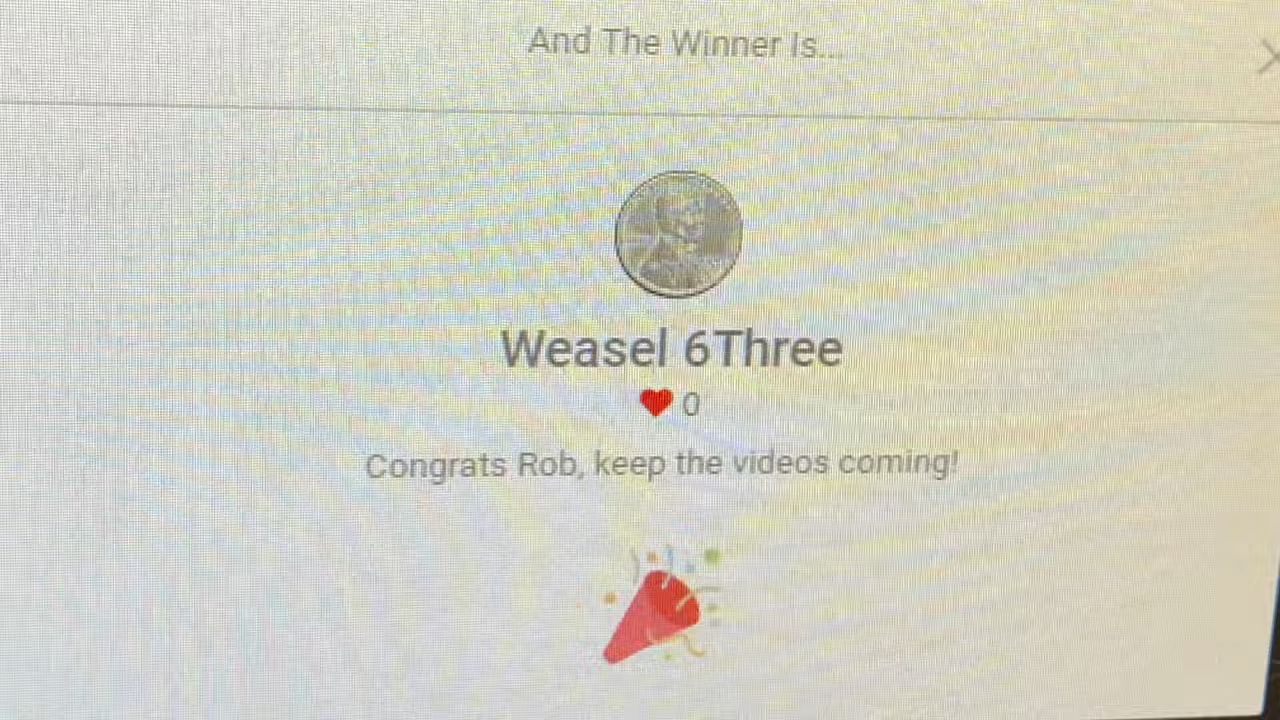 And The Winner Is...
Weasel 6Three
0
Congrats Rob, keep the videos coming!